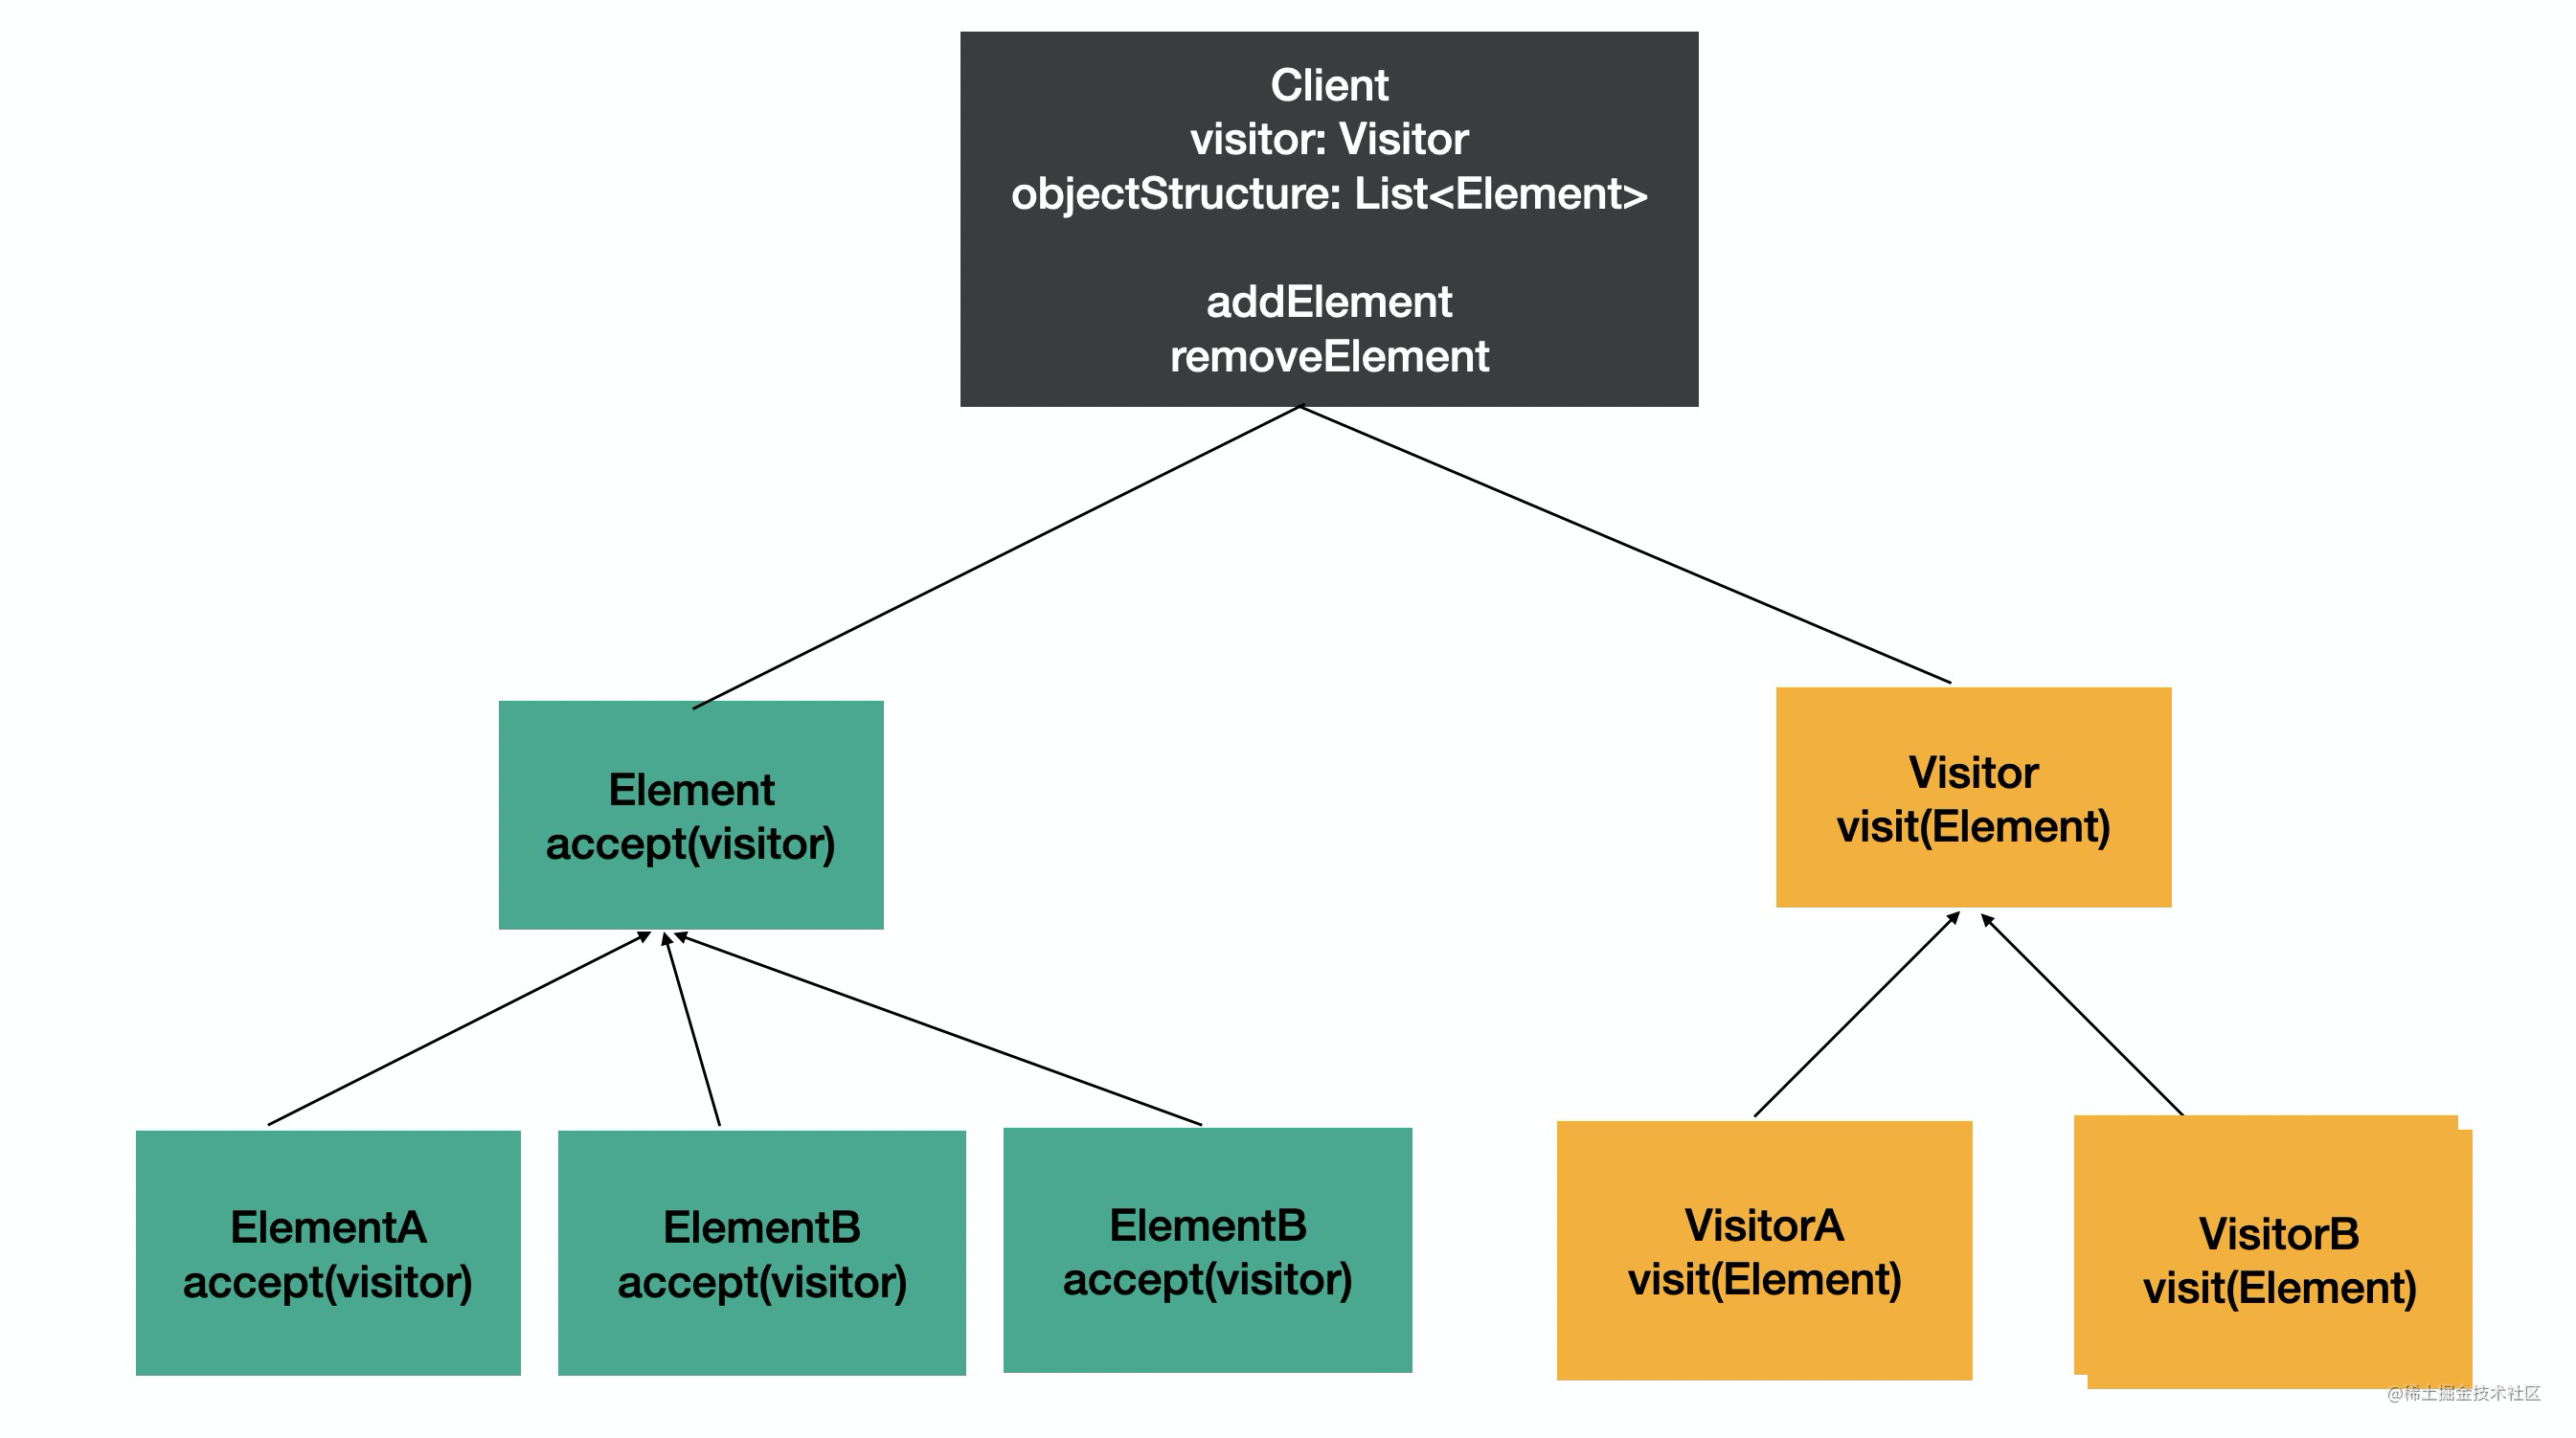 Client
visitor: Visitor
objectStructure: List<Element>
addElement
removeElement
Element
accept(visitor)
Visitor
visit(Element)
ElementA
accept(visitor)
ElementB
accept(visitor)
ElementB
accept(visitor)
VisitorA
visit(Element)
VisitorB
visit(Element)
@稀土掘金技术社区